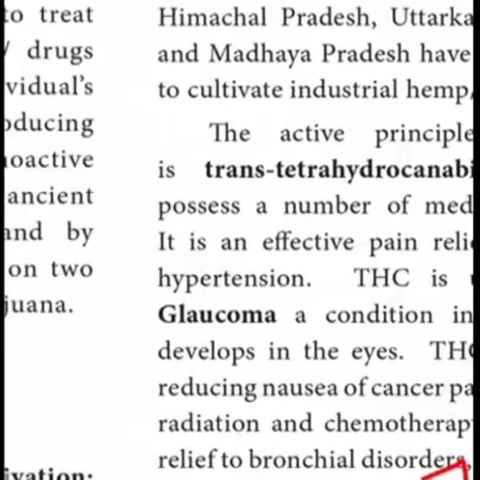 to treat
drugs
vidual's
oducing
oactive
ancient
and by
on two
juana.
ivation:
Himachal Pradesh, Uttarka
and Madhaya Pradesh have
to cultivate industrial hemp,
The active principle
is trans-tetrahydrocanabi
possess a number of med
It is an effective pain reli
hypertension. THC is
Glaucoma a condition in
develops in the eyes. THC
reducing nausea of cancer pa
radiation and chemotherap
relief to bronchial disorders,